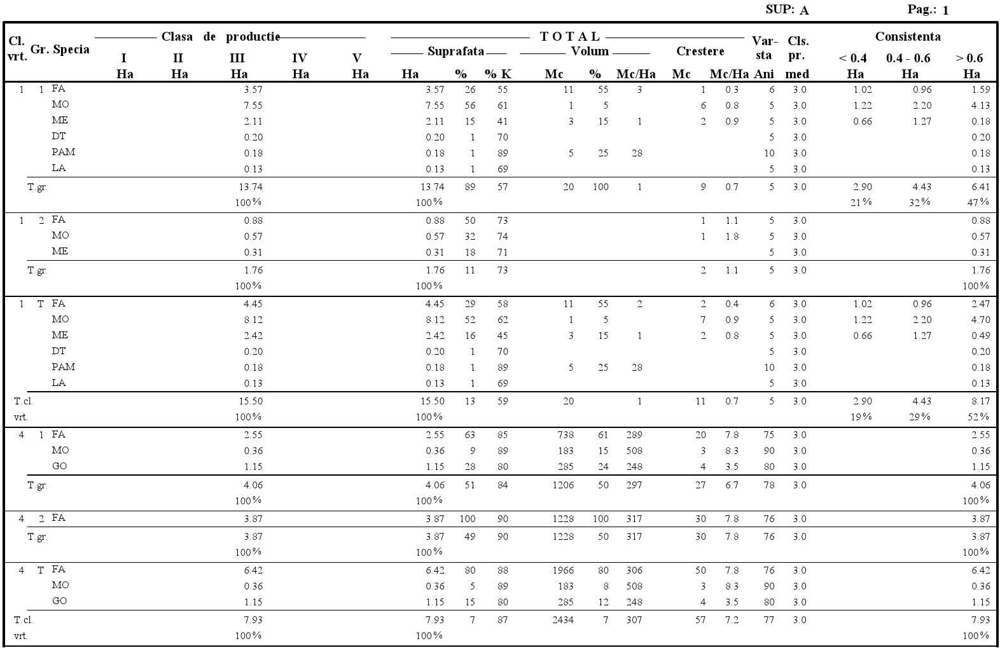 SUP: A Pag.: 1
Cl. vrt. Gr. Specia Clasa de productie T O T A L Var- sta Cls. pr. Consistenta
Suprafata Volum Crestere
I II III IV V < 0.4 0.4 - 0.6 > 0.6
Ha Ha Ha Ha Ha Ha % % K Mc % Mc/Ha Mc Mc/Ha Ani med Ha Ha Ha
1 1 FA 3.57 3.57 26 55 11 55 3 1 0.3 6 3.0 1.02 0.96 1.59
MO 7.55 7.55 56 61 1 5 6 0.8 5 3.0 1.22 2.20 4.13
ME 2.11 2.11 15 41 3 15 1 2 0.9 5 3.0 0.66 1.27 0.18
DT 0.20 0.20 1 70 5 3.0 0.20
PAM 0.18 0.18 1 89 5 25 28 10 3.0 0.18
LA 0.13 0.13 1 69 5 3.0 0.13
T.gr. 13.74 13.74 89 57 20 100 1 9 0.7 5 3.0 2.90 4.43 6.41
100% 100% 21% 32% 47%
1 2 FA 0.88 0.88 50 73 1 1.1 5 3.0 0.88
MO 0.57 0.57 32 74 1 1.8 5 3.0 0.57
ME 0.31 0.31 18 71 5 3.0 0.31
T.gr. 1.76 1.76 11 73 2 1.1 5 3.0 1.76
100% 100% 100%
1 T FA 4.45 4.45 29 58 11 55 2 2 0.4 6 3.0 1.02 0.96 2.47
MO 8.12 8.12 52 62 1 5 7 0.9 5 3.0 1.22 2.20 4.70
ME 2.42 2.42 16 45 3 15 1 2 0.8 5 3.0 0.66 1.27 0.49
DT 0.20 0.20 1 70 5 3.0 0.20
PAM 0.18 0.18 1 89 5 25 28 10 3.0 0.18
LA 0.13 0.13 1 69 5 3.0 0.13
T.cl. 15.50 15.50 13 59 20 1 11 0.7 5 3.0 2.90 4.43 8.17
vrt. 100% 100% 19% 29% 52%
4 1 FA 2.55 2.55 63 85 738 61 289 20 7.8 75 3.0 2.55
MO 0.36 0.36 9 89 183 15 508 3 8.3 90 3.0 0.36
GO 1.15 1.15 28 80 285 24 248 4 3.5 80 3.0 1.15
T.gr. 4.06 4.06 51 84 1206 50 297 27 6.7 78 3.0 4.06
100% 100% 100%
4 2 FA 3.87 3.87 100 90 1228 100 317 30 7.8 76 3.0 3.87
T.gr. 3.87 3.87 49 90 1228 50 317 30 7.8 76 3.0 3.87
100% 100% 100%
4 T FA 6.42 6.42 80 88 1966 80 306 50 7.8 76 3.0 6.42
MO 0.36 0.36 5 89 183 8 508 3 8.3 90 3.0 0.36
GO 1.15 1.15 15 80 285 12 248 4 3.5 80 3.0 1.15
T.cl. 7.93 7.93 7 87 2434 7 307 57 7.2 77 3.0 7.93
vrt. 100% 100% 100%